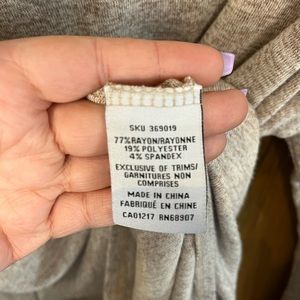 SKU 369019
77%RAYON/RAYONNE
19% POLYESTER
4% SPANDEX
EXCLUSIVE OF TRIMS/
GARNITURES NON
COMPRISES
MADE IN CHINA
FABRIQUÉ EN CHINE
CA01217 RN68907